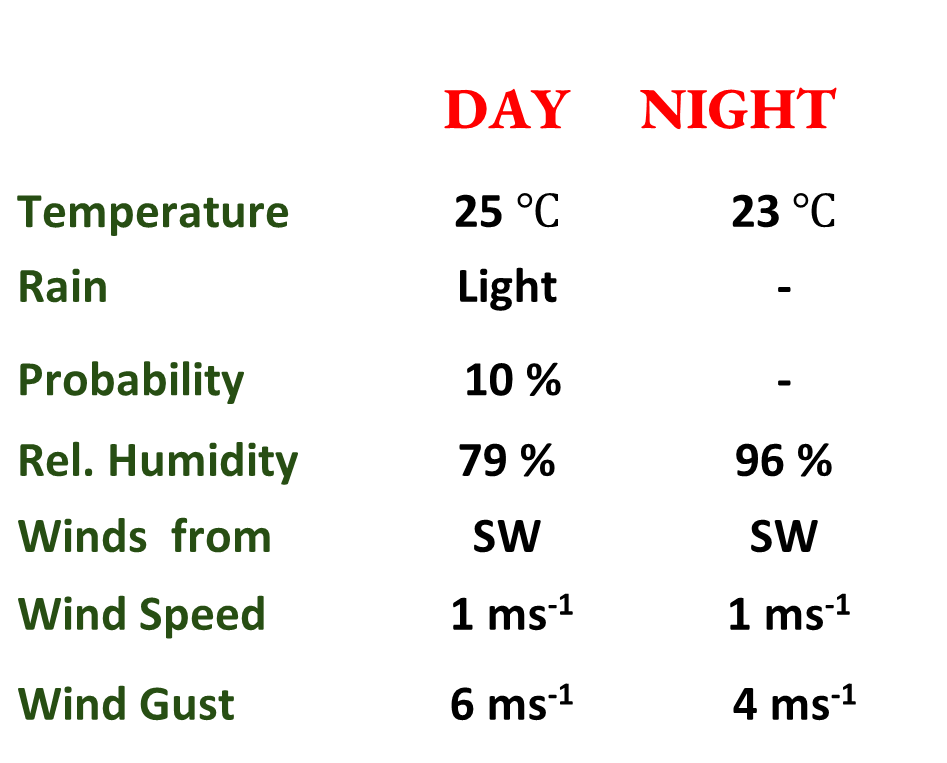 DAY NIGHT
Temperature 25 °C 23 °C
Rain Light -
Probability 10 % -
Rel. Humidity 79 % 96 %
Winds from SW SW
Wind Speed 1 ms⁻¹ 1 ms⁻¹
Wind Gust 6 ms⁻¹ 4 ms⁻¹